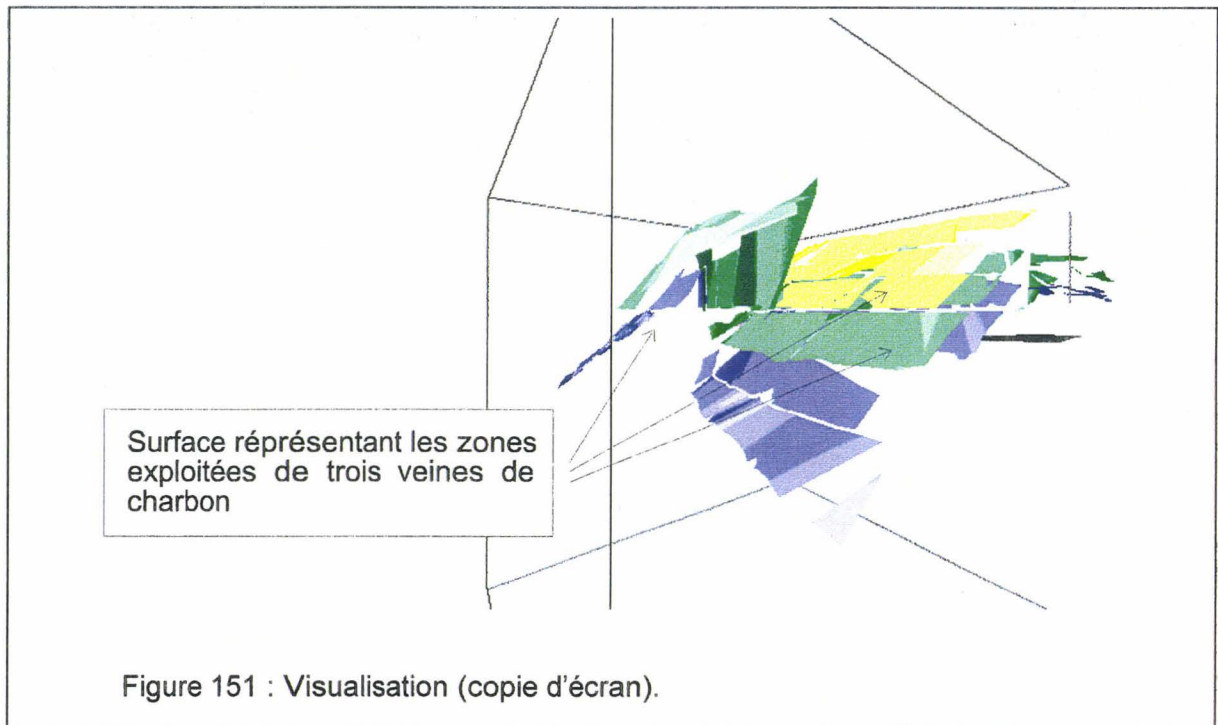 Surface réprésentant les zones
exploitées de trois veines de
charbon
Figure 151 : Visualisation (copie d'écran).